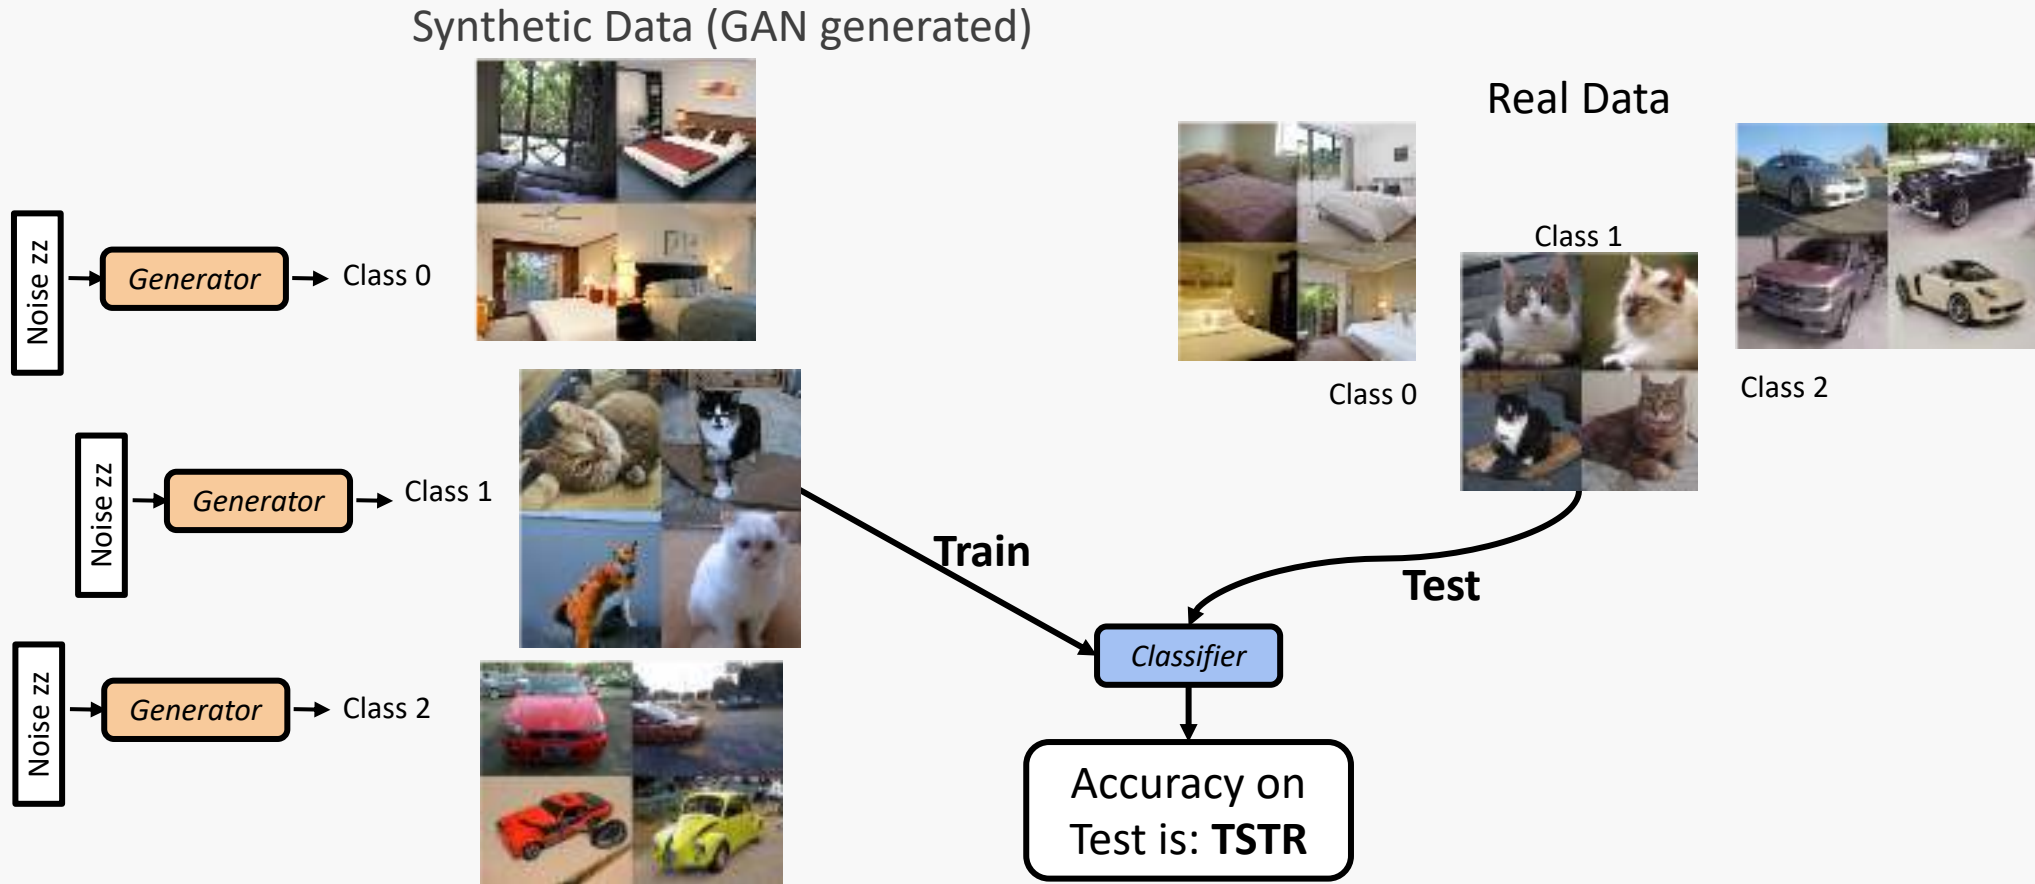 Synthetic Data (GAN generated)
Noise zz
Generator
Class 0
Noise zz
Generator
Class 1
Noise zz
Generator
Class 2
Real Data
Class 0
Class 1
Class 2
Train
Test
Classifier
Accuracy on
Test is: TSTR